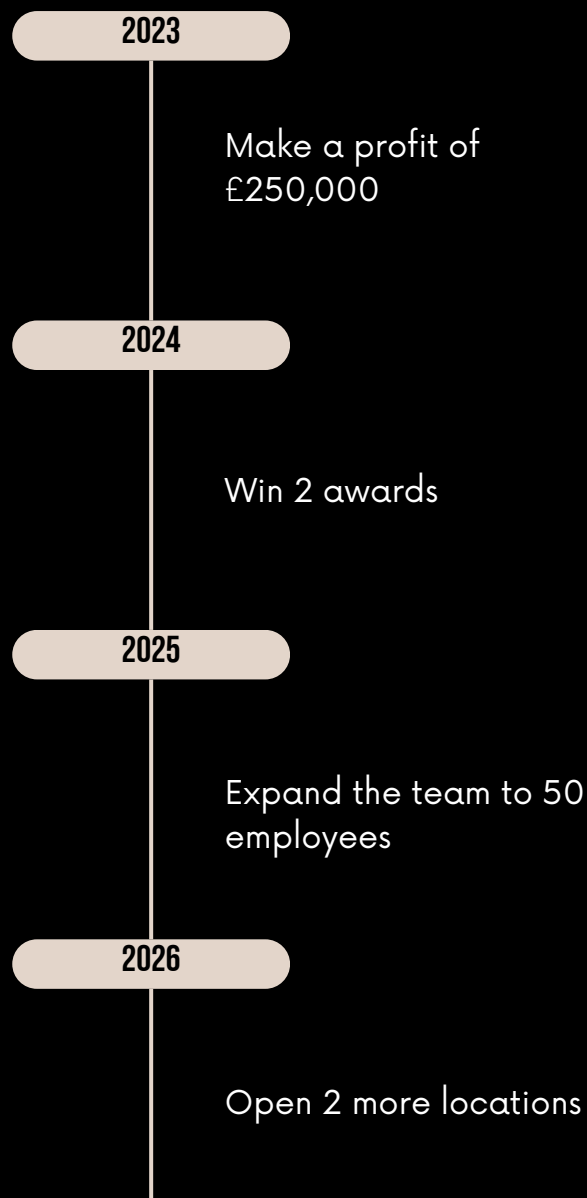 2023
Make a profit of
£250,000
2024
Win 2 awards
2025
Expand the team to 50
employees
2026
Open 2 more locations